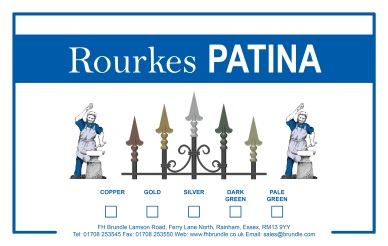 Rourkes PATINA
COPPER GOLD SILVER DARK GREEN PALE GREEN
FH Brundle Lamson Road, Ferry Lane North, Rainham, Essex, RM13 9YY
Tel: 01708 253545 Fax: 01708 253550 Web: www.fhbrundle.co.uk Email: sales@brundle.com